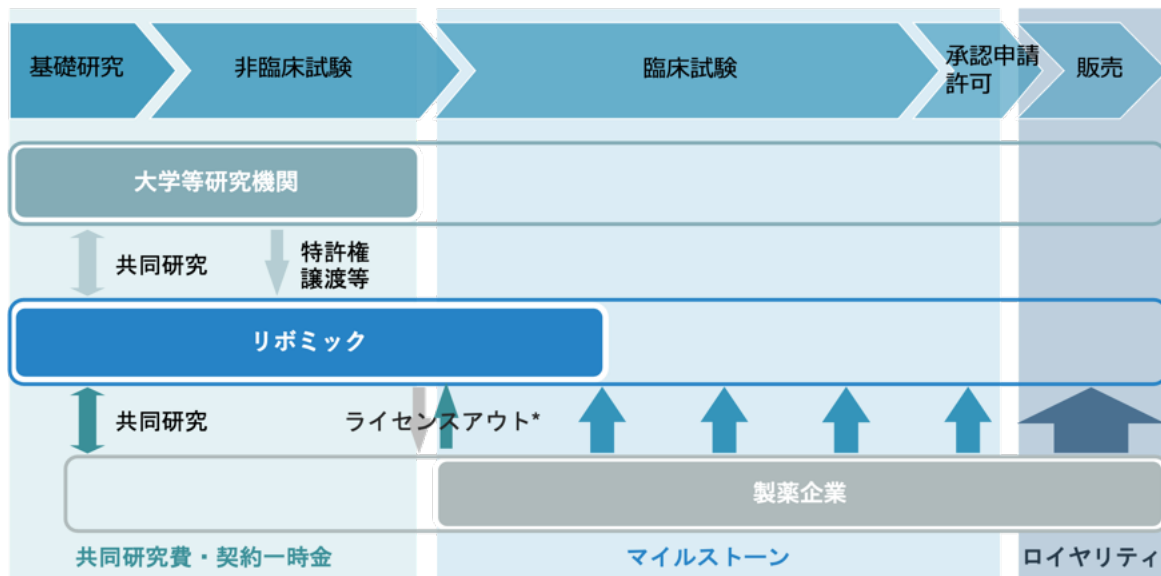 基礎研究
非臨床試験
臨床試験
承認申請
許可
販売
大学等研究機関
共同研究
特許権
譲渡等
リボミック
共同研究
ライセンスアウト*
製薬企業
共同研究費・契約一時金
マイルストーン
ロイヤリティ